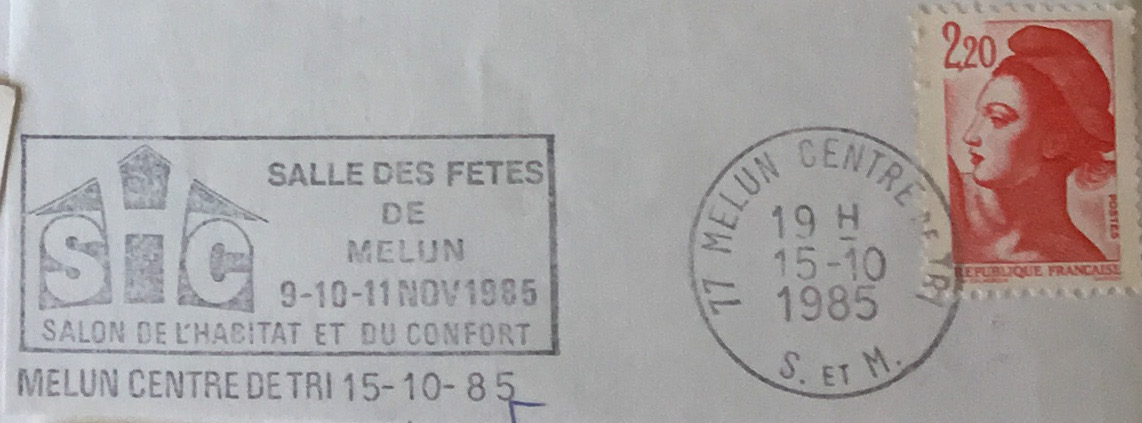 SiC
SALLE DES FETES
DE
MELUN
9-10-11 NOV 1985
SALON DE L'HABITAT ET DU CONFORT
MELUN CENTRE DE TRI 15-10-85
77 MELUN CENTRE DE TRI
19 H
15-10
1985
S. ET M.
2,20
POSTES
REPUBLIQUE FRANCAISE